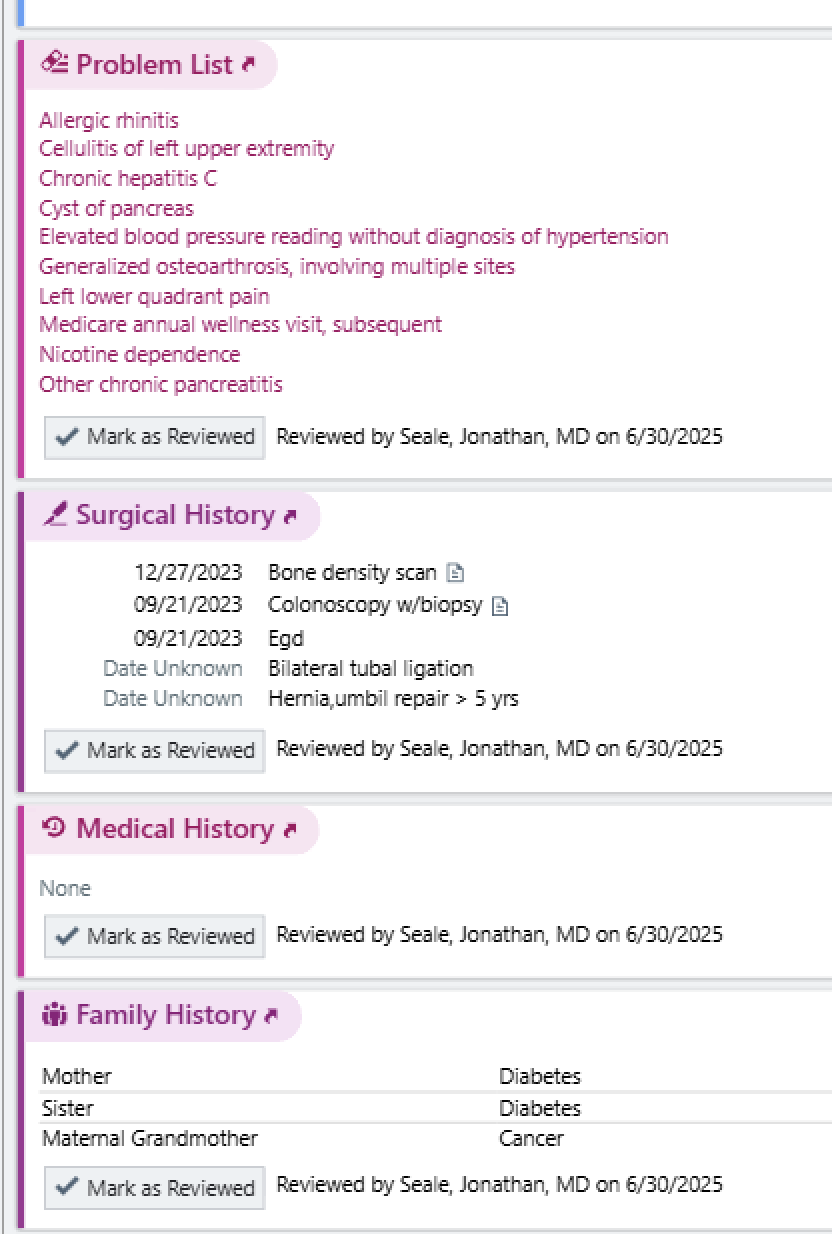 Problem List
Allergic rhinitis
Cellulitis of left upper extremity
Chronic hepatitis C
Cyst of pancreas
Elevated blood pressure reading without diagnosis of hypertension
Generalized osteoarthrosis, involving multiple sites
Left lower quadrant pain
Medicare annual wellness visit, subsequent
Nicotine dependence
Other chronic pancreatitis
Mark as Reviewed Reviewed by Seale, Jonathan, MD on 6/30/2025
Surgical History
12/27/2023 Bone density scan
09/21/2023 Colonoscopy w/biopsy
09/21/2023 Egd
Date Unknown Bilateral tubal ligation
Date Unknown Hernia,umbil repair > 5 yrs
Mark as Reviewed Reviewed by Seale, Jonathan, MD on 6/30/2025
Medical History
None
Mark as Reviewed Reviewed by Seale, Jonathan, MD on 6/30/2025
Family History
Mother Diabetes
Sister Diabetes
Maternal Grandmother Cancer
Mark as Reviewed Reviewed by Seale, Jonathan, MD on 6/30/2025